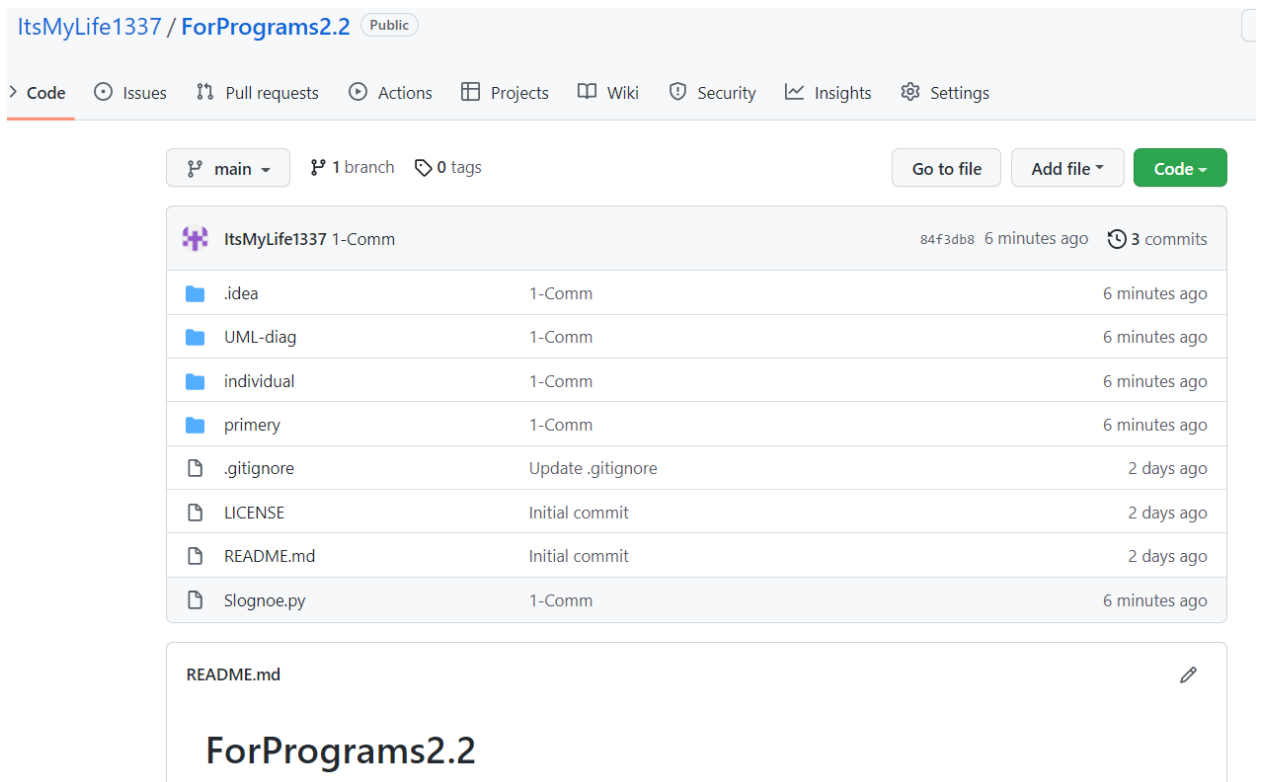 ItsMyLife1337 / ForPrograms2.2 Public
Code Issues Pull requests Actions Projects Wiki Security Insights Settings
main 1 branch 0 tags Go to file Add file Code
ItsMyLife1337 1-Comm 84f3db8 6 minutes ago 3 commits
.idea 1-Comm 6 minutes ago
UML-diag 1-Comm 6 minutes ago
individual 1-Comm 6 minutes ago
primery 1-Comm 6 minutes ago
.gitignore Update .gitignore 2 days ago
LICENSE Initial commit 2 days ago
README.md Initial commit 2 days ago
Slognoe.py 1-Comm 6 minutes ago
README.md
ForPrograms2.2